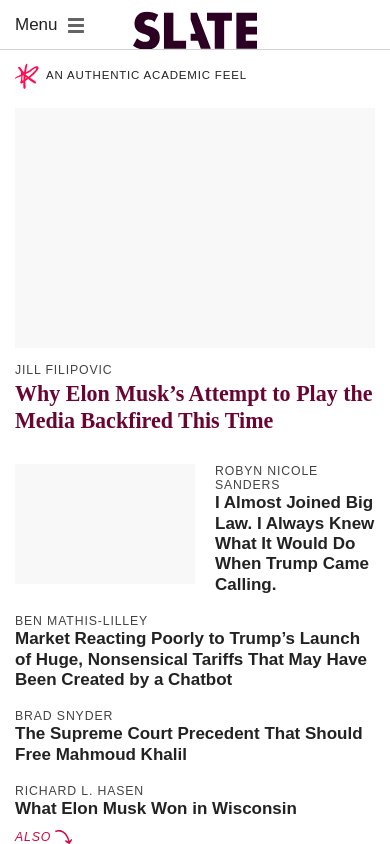 Menu
SLATE
AN AUTHENTIC ACADEMIC FEEL
JILL FILIPOVIC
Why Elon Musk’s Attempt to Play the
Media Backfired This Time
ROBYN NICOLE
SANDERS
I Almost Joined Big
Law. I Always Knew
What It Would Do
When Trump Came
Calling.
BEN MATHIS-LILLEY
Market Reacting Poorly to Trump’s Launch
of Huge, Nonsensical Tariffs That May Have
Been Created by a Chatbot
BRAD SNYDER
The Supreme Court Precedent That Should
Free Mahmoud Khalil
RICHARD L. HASEN
What Elon Musk Won in Wisconsin
ALSO